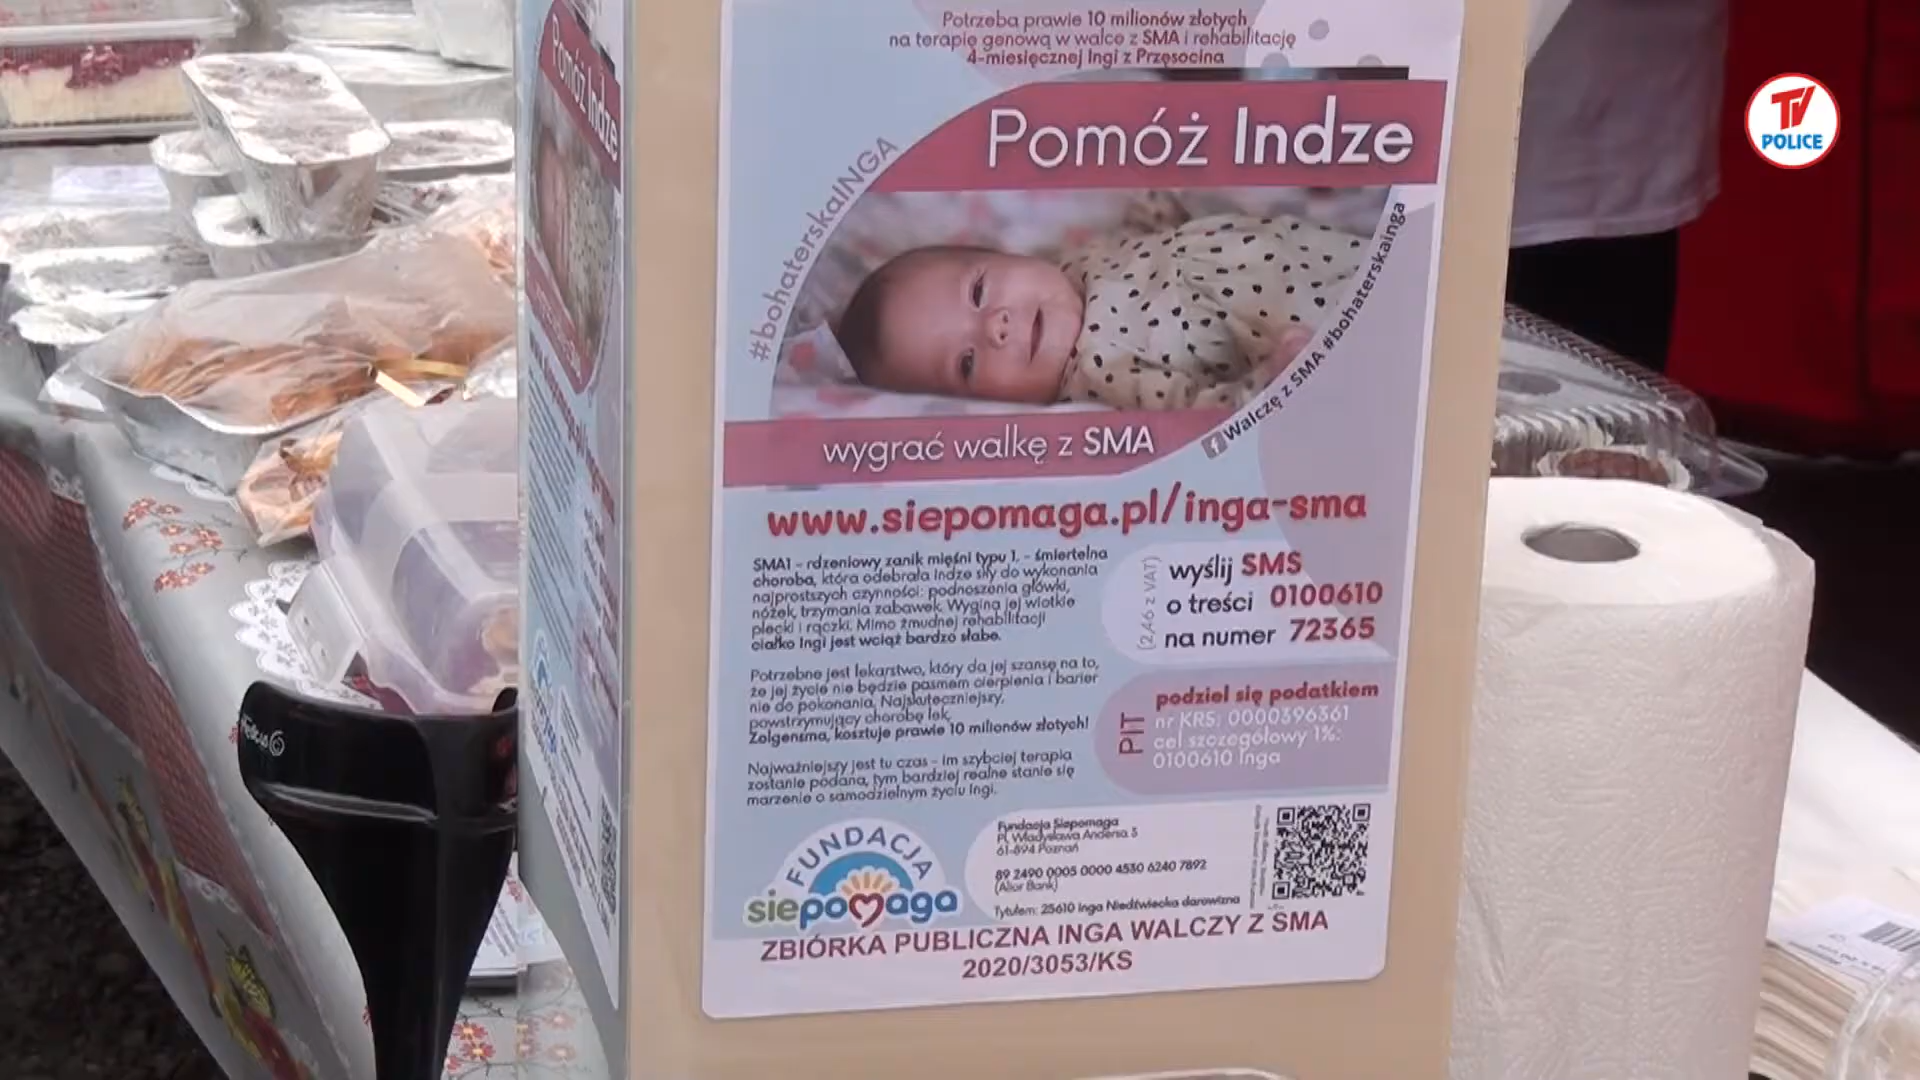 Potrzeba prawie 10 milionów złotych
na terapię genową w walce z SMA i rehabilitację
4-miesięcznej Ingi z Przęsocina
Pomóż Indze
#bohaterskaINGA
Walczę z SMA #bohaterskainga
wygrać walkę z SMA
www.siepomaga.pl/inga-sma
SMA1 - rdzeniowy zanik mięśni typu 1. - śmiertelna
choroba, która odebrała Indze siły do wykonania
najprostszych czynności: podnoszenia główki,
nóżek, trzymania zabawek. Wygina jej wiotkie
plecki i rączki. Mimo żmudnej rehabilitacji
ciałko Ingi jest wciąż bardzo słabe.
Potrzebne jest lekarstwo, który da jej szansę na to,
że jej życie nie będzie pasmem cierpienia i barier
nie do pokonania. Najskuteczniejszy,
powstrzymujący chorobę lek,
Zolgensma, kosztuje prawie 10 milionów złotych!
Najważniejszy jest tu czas - im szybciej terapia
zostanie podana, tym bardziej realne stanie się
marzenie o samodzielnym życiu Ingi.
(2,46 z VAT)
wyślij SMS
o treści 0100610
na numer 72365
PIT
podziel się podatkiem
nr KRS: 0000396361
cel szczegółowy 1%:
0100610 Inga
FUNDACJA
siepomaga
Fundacja Siepomaga
Pl. Władysława Andersa 3
61-894 Poznań
89 2490 0005 0000 4530 6240 7892
(Alior Bank)
Tytułem: 25610 Inga Niedźwiecka darowizna
ZBIÓRKA PUBLICZNA INGA WALCZY Z SMA
2020/3053/KS
Pomóż Indze
TV
POLICE